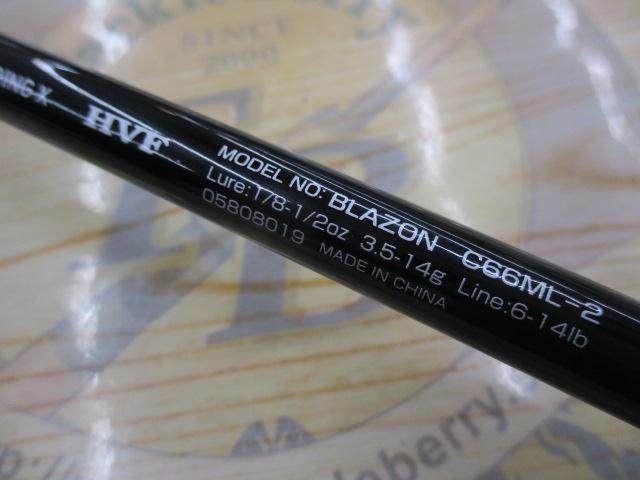 SINCE
2000
DING-X HVF
MODEL NO: BLAZON C66ML-2
Lure:1/8-1/2oz 3.5-14g Line:6-14lb
05808019 MADE IN CHINA